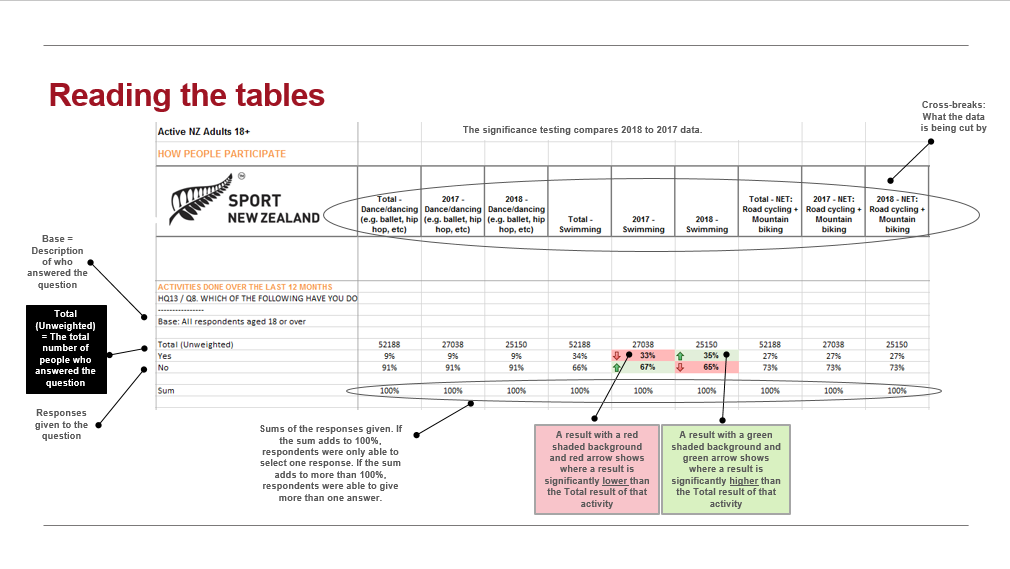 Reading the tables
Cross-breaks:
What the data
is being cut by
Active NZ Adults 18+
The significance testing compares 2018 to 2017 data.
HOW PEOPLE PARTICIPATE
SPORT
NEW ZEALAND
Total -
Dance/dancing
(e.g. ballet, hip
hop, etc)
2017 -
Dance/dancing
(e.g. ballet, hip
hop, etc)
2018 -
Dance/dancing
(e.g. ballet, hip
hop, etc)
Total -
Swimming
2017 -
Swimming
2018 -
Swimming
Total - NET:
Road cycling +
Mountain
biking
2017 - NET:
Road cycling +
Mountain
biking
2018 - NET:
Road cycling +
Mountain
biking
Base =
Description
of who
answered the
question
ACTIVITIES DONE OVER THE LAST 12 MONTHS
HQ13 / Q8. WHICH OF THE FOLLOWING HAVE YOU DO
----------------
Base: All respondents aged 18 or over
Total
(Unweighted)
= The total
number of
people who
answered the
question
Total (Unweighted) 52188 27038 25150 52188 27038 25150 52188 27038 25150
Yes 9% 9% 9% 34% 33% 35% 27% 27% 27%
No 91% 91% 91% 66% 67% 65% 73% 73% 73%
Sum 100% 100% 100% 100% 100% 100% 100% 100% 100%
Responses
given to the
question
Sums of the responses given. If
the sum adds to 100%,
respondents were only able to
select one response. If the sum
adds to more than 100%,
respondents were able to give
more than one answer.
A result with a red
shaded background
and red arrow shows
where a result is
significantly lower than
the Total result of that
activity
A result with a green
shaded background and
green arrow shows
where a result is
significantly higher than
the Total result of that
activity